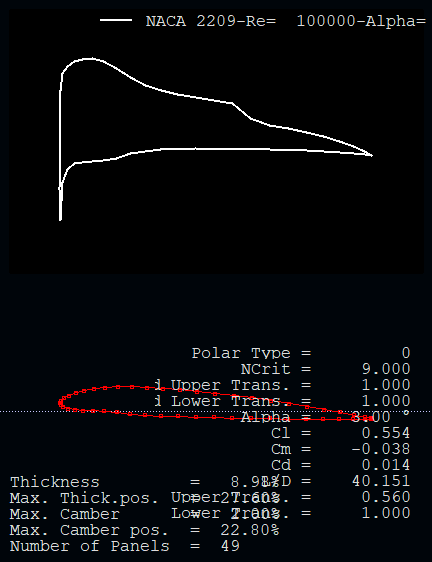 NACA 2209-Re=  100000-Alpha=
Polar Type = 0
NCrit = 9.000
Upper Trans. = 1.000
Lower Trans. = 1.000
Alpha = 3.00 °
Cl = 0.554
Cm = -0.038
Cd = 0.014
L/D = 40.151
Upper Trans. = 0.560
Lower Trans. = 1.000
Thickness = 8.98%
Max. Thick.pos. = 27.60%
Max. Camber = 2.00%
Max. Camber pos. = 22.80%
Number of Panels = 49